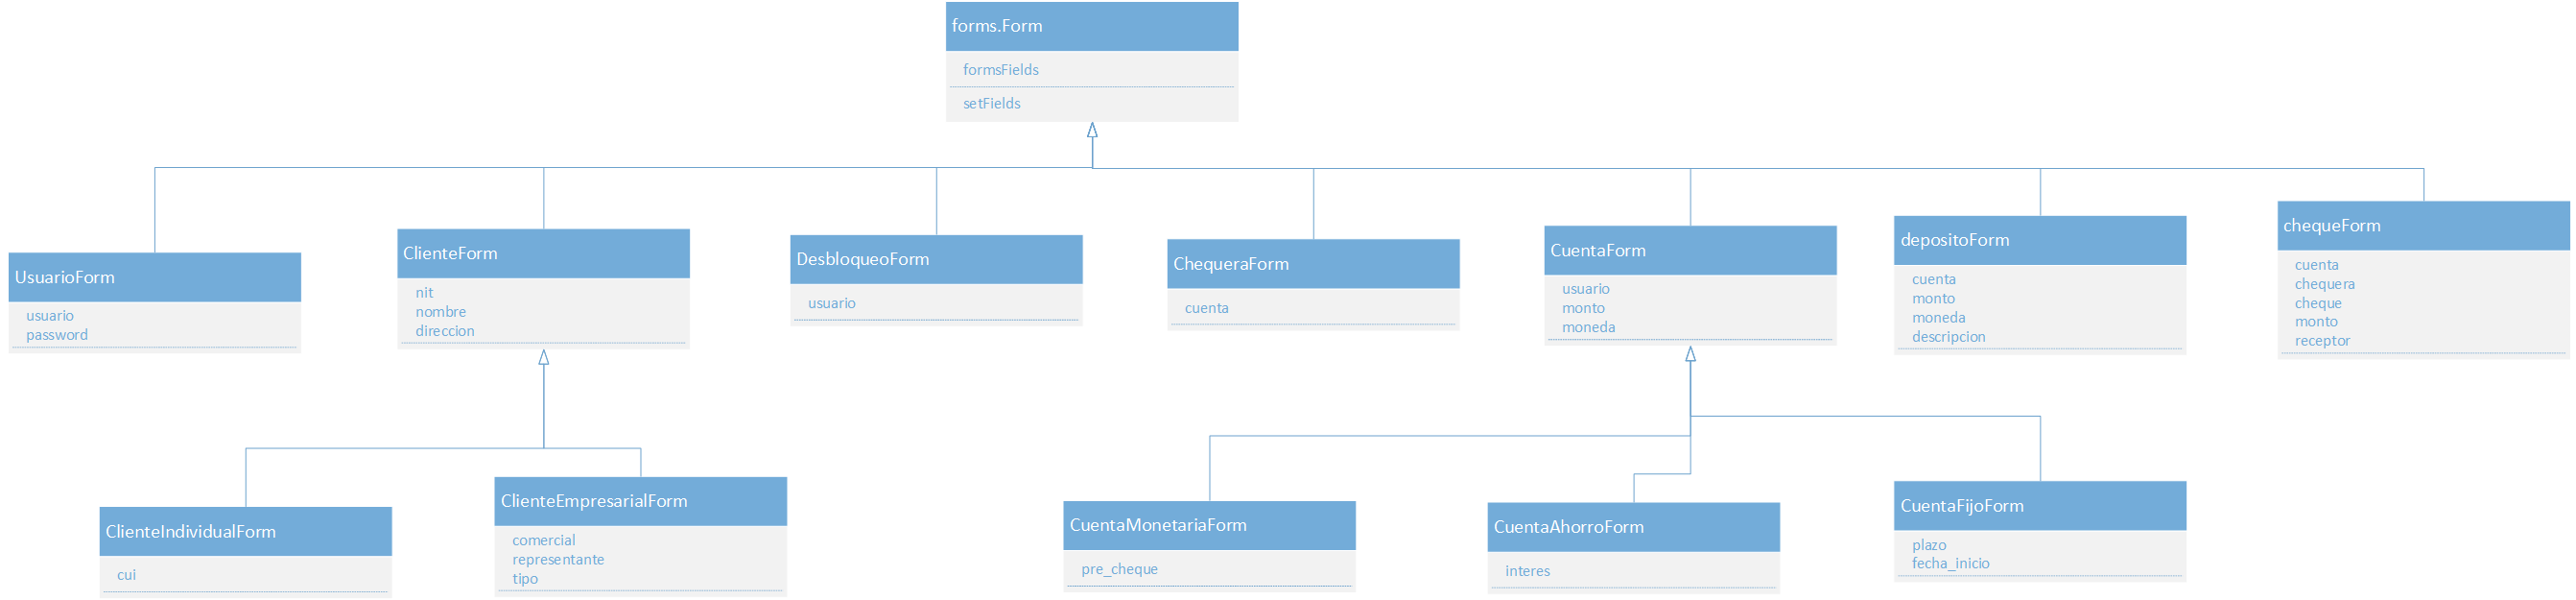 forms.Form
formsFields
setFields
UsuarioForm
usuario
password
ClienteForm
nit
nombre
direccion
DesbloqueoForm
usuario
ChequeraForm
cuenta
CuentaForm
usuario
monto
moneda
depositoForm
cuenta
monto
moneda
descripcion
chequeForm
cuenta
chequera
cheque
monto
receptor
ClienteIndividualForm
cui
ClienteEmpresarialForm
comercial
representante
tipo
CuentaMonetariaForm
pre_cheque
CuentaAhorroForm
interes
CuentaFijoForm
plazo
fecha_inicio